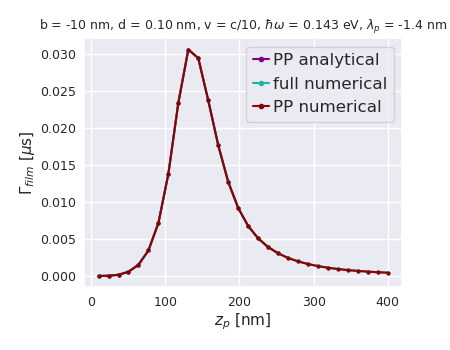 b = -10 nm, d = 0.10 nm, v = c/10, ℏω = 0.143 eV, λp = -1.4 nm
PP analytical
full numerical
PP numerical
0.030
0.025
0.020
0.015
0.010
0.005
0.000
Γfilm [μs]
0 100 200 300 400
zp [nm]